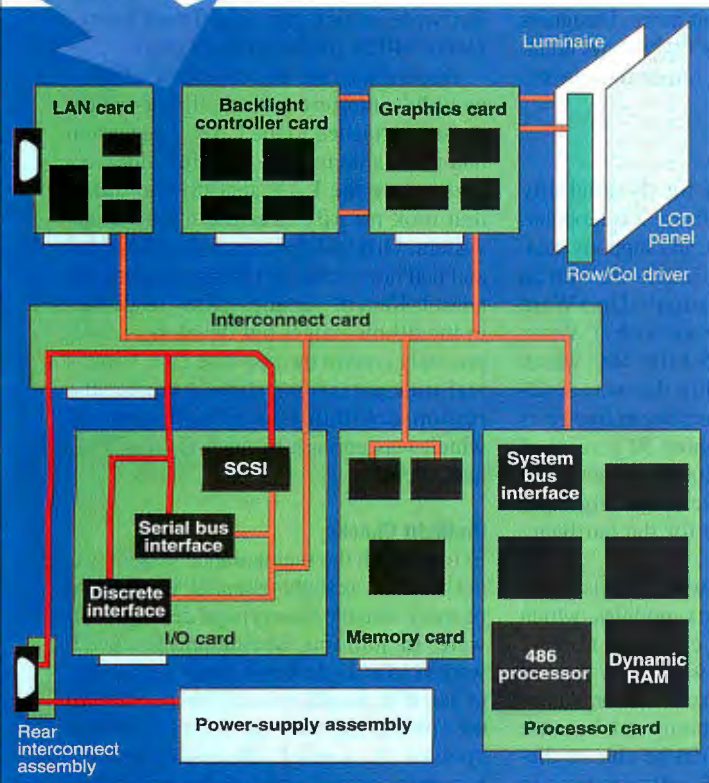 Luminaire
LAN card
Backlight
controller card
Graphics card
LCD
panel
Row/Col driver
Interconnect card
SCSI
Serial bus
interface
Discrete
interface
I/O card
Memory card
System
bus
interface
486
processor
Dynamic
RAM
Processor card
Rear
interconnect
assembly
Power-supply assembly